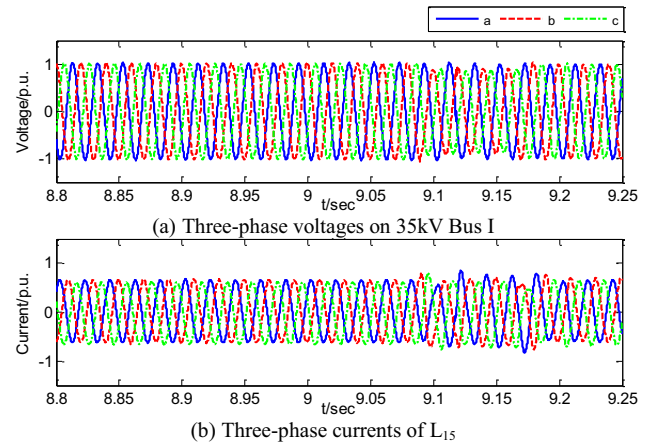 a b c
Voltage/p.u.
1
0
-1
8.8 8.85 8.9 8.95 9 9.05 9.1 9.15 9.2 9.25
t/sec
(a) Three-phase voltages on 35kV Bus I
Current/p.u.
1
0
-1
8.8 8.85 8.9 8.95 9 9.05 9.1 9.15 9.2 9.25
t/sec
(b) Three-phase currents of L15